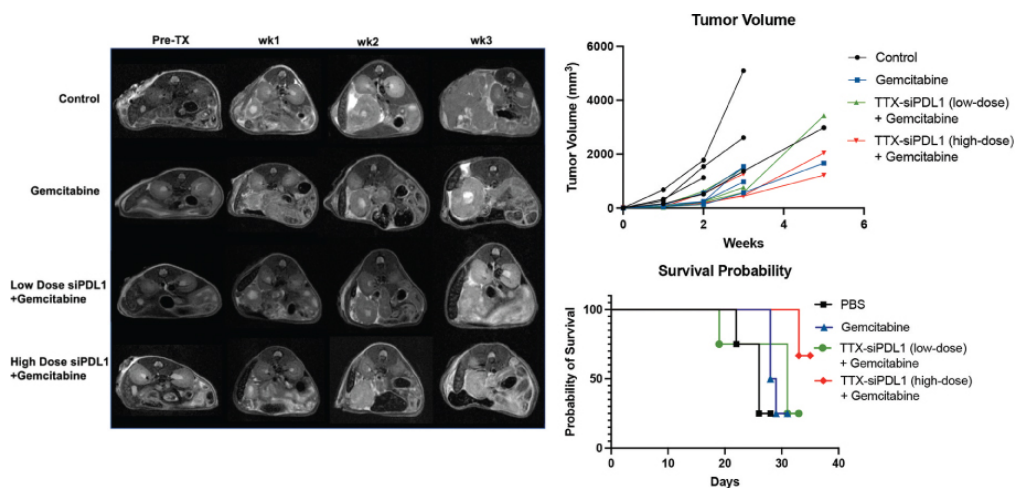 Pre-TX wk1 wk2 wk3
Control
Gemcitabine
Low Dose siPDL1
+Gemcitabine
High Dose siPDL1
+Gemcitabine
Tumor Volume
Tumor Volume (mm³)
6000
4000
2000
0
0 2 4 6
Weeks
Control
Gemcitabine
TTX-siPDL1 (low-dose)
+ Gemcitabine
TTX-siPDL1 (high-dose)
+ Gemcitabine
Survival Probability
Probability of Survival
100
50
0
0 10 20 30 40
Days
PBS
Gemcitabine
TTX-siPDL1 (low-dose)
+ Gemcitabine
TTX-siPDL1 (high-dose)
+ Gemcitabine